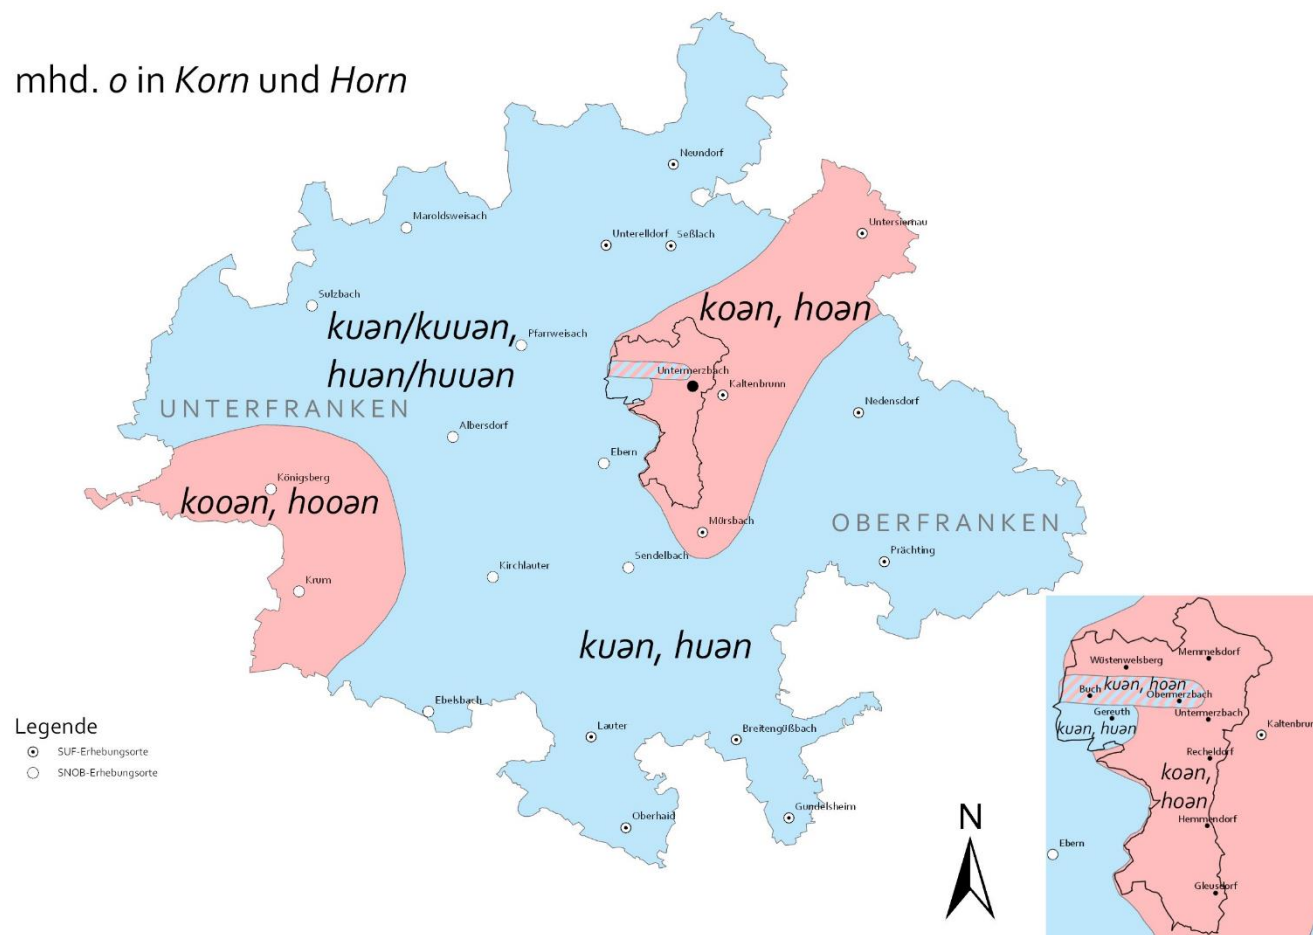 mhd. o in Korn und Horn
Neundorf
Maroldsweisach
Untersiemau
Unterelldorf
Seßlach
Sulzbach
koən, hoən
kuən/kuuən,
huən/huuən
Pfarrweisach
Untermerzbach
Kaltenbrunn
UNTERFRANKEN
Nedensdorf
Albersdorf
Ebern
Königsberg
kooən, hooən
Mürsbach
OBERFRANKEN
Sendelbach
Prächting
Kirchlauter
Krum
kuən, huən
Ebelsbach
Lauter
Breitengüßbach
Gundelsheim
Oberhaid
Legende
SUF-Erhebungsorte
SNOB-Erhebungsorte
N
Memmelsdorf
Wüstenwelsberg
kuən, hoən
Buch
Obermerzbach
Gereuth
Untermerzbach
kuən, huən
Kaltenbrunn
Recheldorf
koən,
hoən
Hemmendorf
Ebern
Gleusdorf